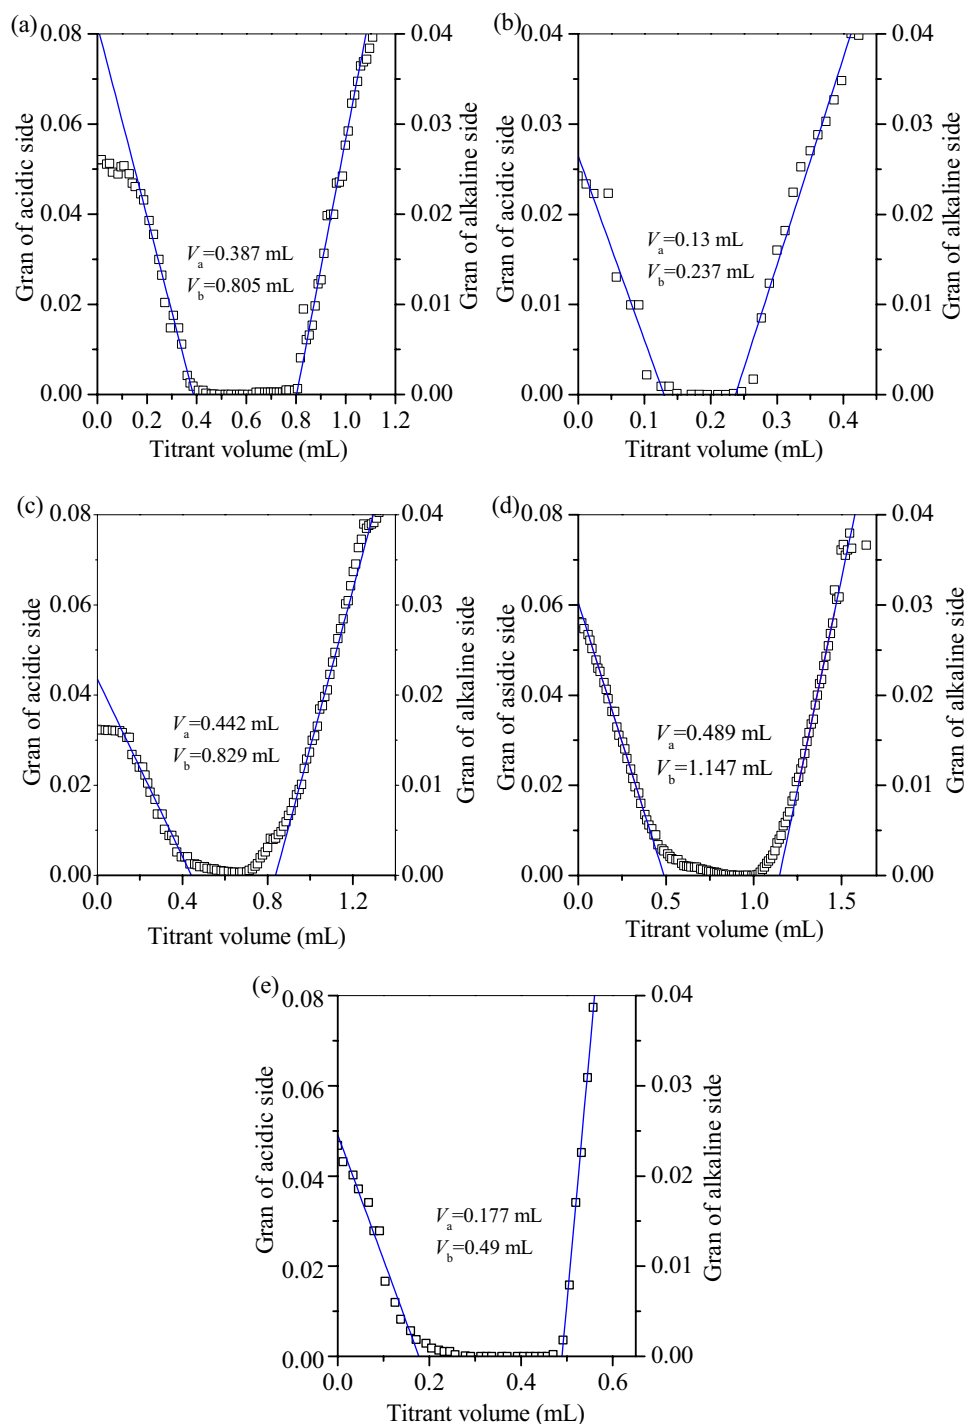 (a)
0.08
0.06
0.04
0.02
0.00
Gran of acidic side
0.04
0.03
0.02
0.01
0.00
Gran of alkaline side
Va=0.387 mL
Vb=0.805 mL
0.0 0.2 0.4 0.6 0.8 1.0 1.2
Titrant volume (mL)
(b)
0.04
0.03
0.02
0.01
0.00
Gran of acidic side
0.04
0.03
0.02
0.01
0.00
Gran of alkaline side
Va=0.13 mL
Vb=0.237 mL
0.0 0.1 0.2 0.3 0.4
Titrant volume (mL)
(c)
0.08
0.06
0.04
0.02
0.00
Gran of acidic side
0.04
0.03
0.02
0.01
0.00
Gran of alkaline side
Va=0.442 mL
Vb=0.829 mL
0.0 0.4 0.8 1.2
Titrant volume (mL)
(d)
0.08
0.06
0.04
0.02
0.00
Gran of asidic side
0.04
0.03
0.02
0.01
0.00
Gran of alkaline side
Va=0.489 mL
Vb=1.147 mL
0.0 0.5 1.0 1.5
Titrant volume (mL)
(e)
0.08
0.06
0.04
0.02
0.00
Gran of acidic side
0.04
0.03
0.02
0.01
0.00
Gran of alkaline side
Va=0.177 mL
Vb=0.49 mL
0.0 0.2 0.4 0.6
Titrant volume (mL)